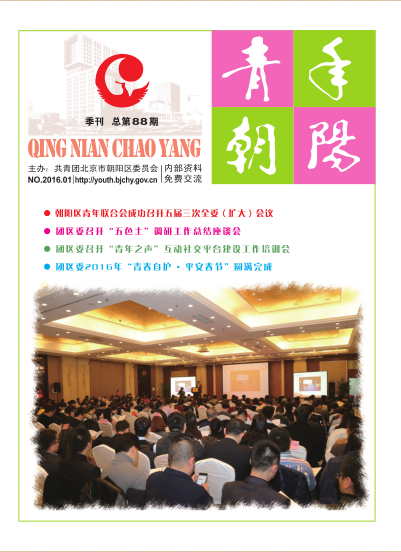 青年
朝陽
季刊 总第88期
QING NIAN CHAO YANG
主办：共青团北京市朝阳区委员会 内部资料
NO.2016.01 http://youth.bjchy.gov.cn 免费交流
朝阳区青年联合会成功召开五届三次全委（扩大）会议
团区委召开“五色土”调研工作总结座谈会
团区委召开“青年之声”互动社交平台建设工作培训会
团区委2016年“青春自护·平安春节”圆满完成